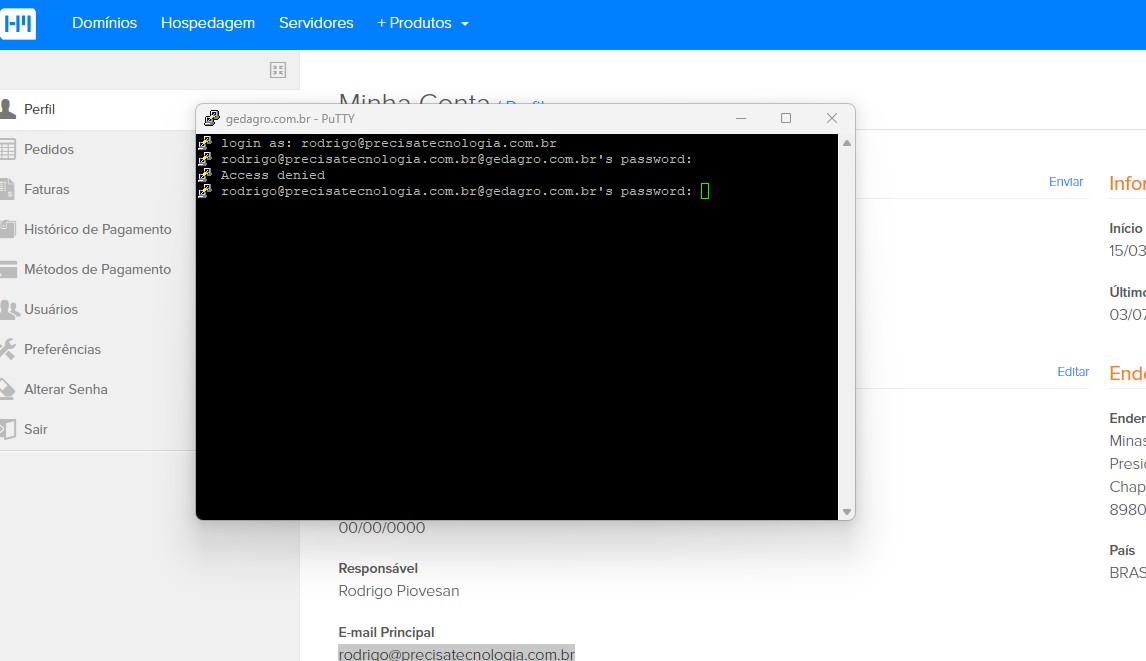 HM
Domínios Hospedagem Servidores + Produtos
Minha Conta / Perfil
Perfil
Pedidos
Faturas
Histórico de Pagamento
Métodos de Pagamento
Usuários
Preferências
Alterar Senha
Sair
gedagro.com.br - PuTTY
login as: rodrigo@precisatecnologia.com.br
rodrigo@precisatecnologia.com.br@gedagro.com.br's password:
Access denied
rodrigo@precisatecnologia.com.br@gedagro.com.br's password:
00/00/0000
Responsável
Rodrigo Piovesan
E-mail Principal
rodrigo@precisatecnologia.com.br
Enviar
Editar
Infor
Início
15/03
Último
03/07
Ende
Ender
Minas
Presid
Chap
8980
País
BRAS